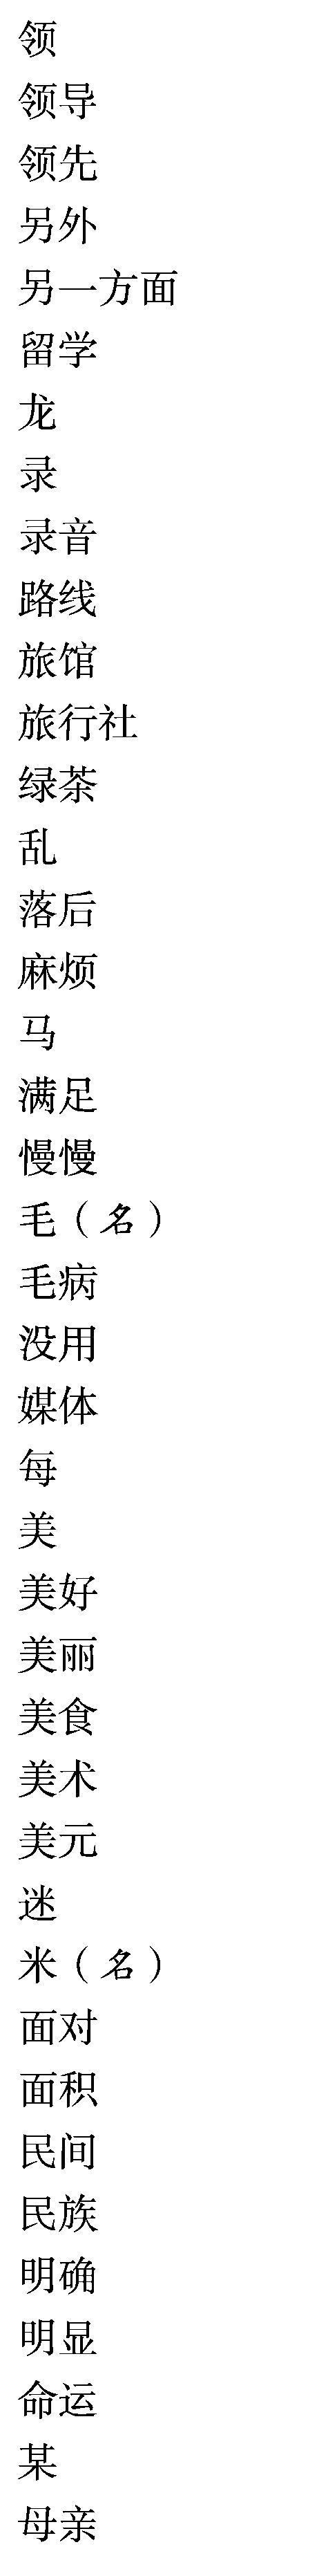 领
领导
领先
另外
另一方面
留学
龙
录
录音
路线
旅馆
旅行社
绿茶
乱
落后
麻烦
马
满足
慢慢
毛（名）
毛病
没用
媒体
每
美
美好
美丽
美食
美术
美元
迷
米（名）
面对
面积
民间
民族
明确
明显
命运
某
母亲